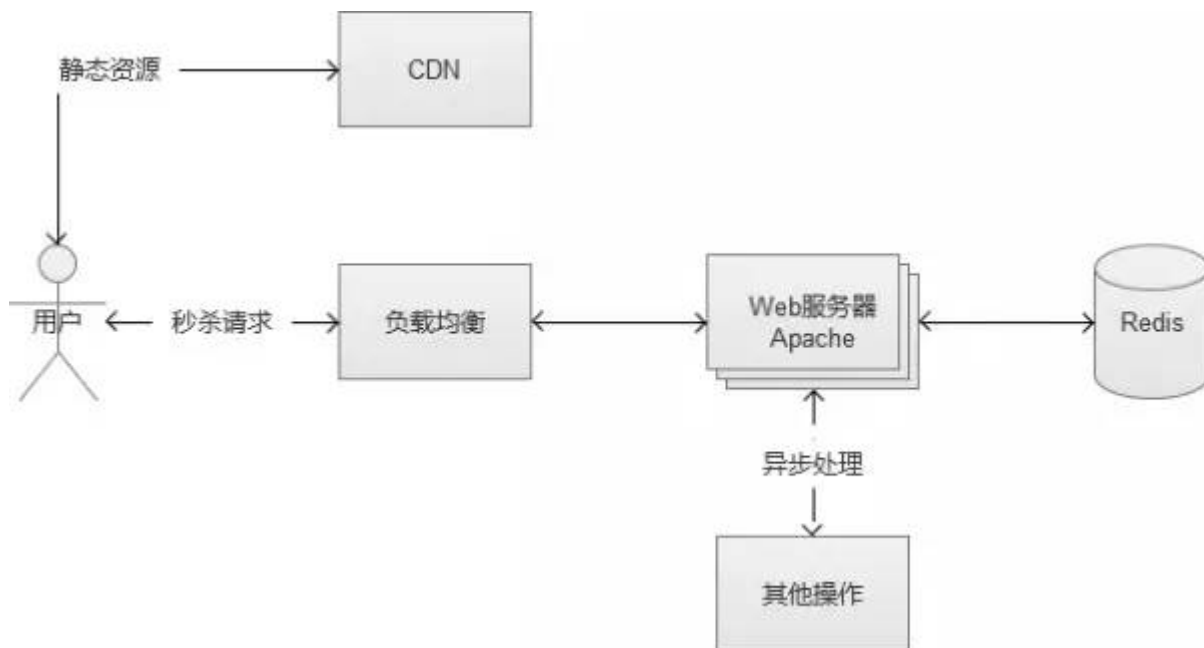 静态资源
CDN
用户
秒杀请求
负载均衡
Web服务器
Apache
Redis
异步处理
其他操作